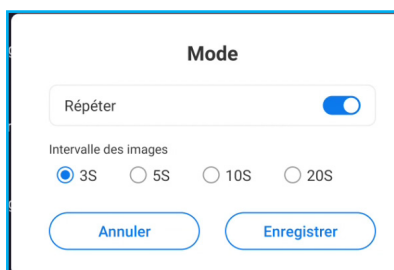 Mode
Répéter
Intervalle des images
3S 5S 10S 20S
Annuler Enregistrer